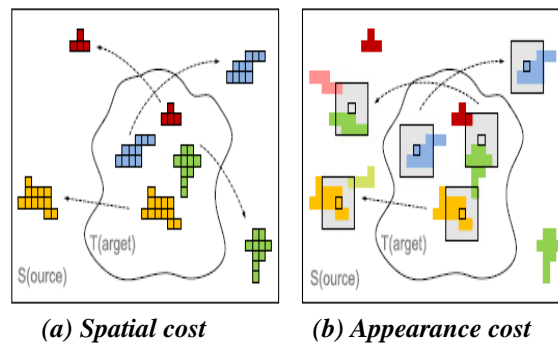 T(arget)
S(ource)
T(arget)
S(ource)
(a) Spatial cost
(b) Appearance cost